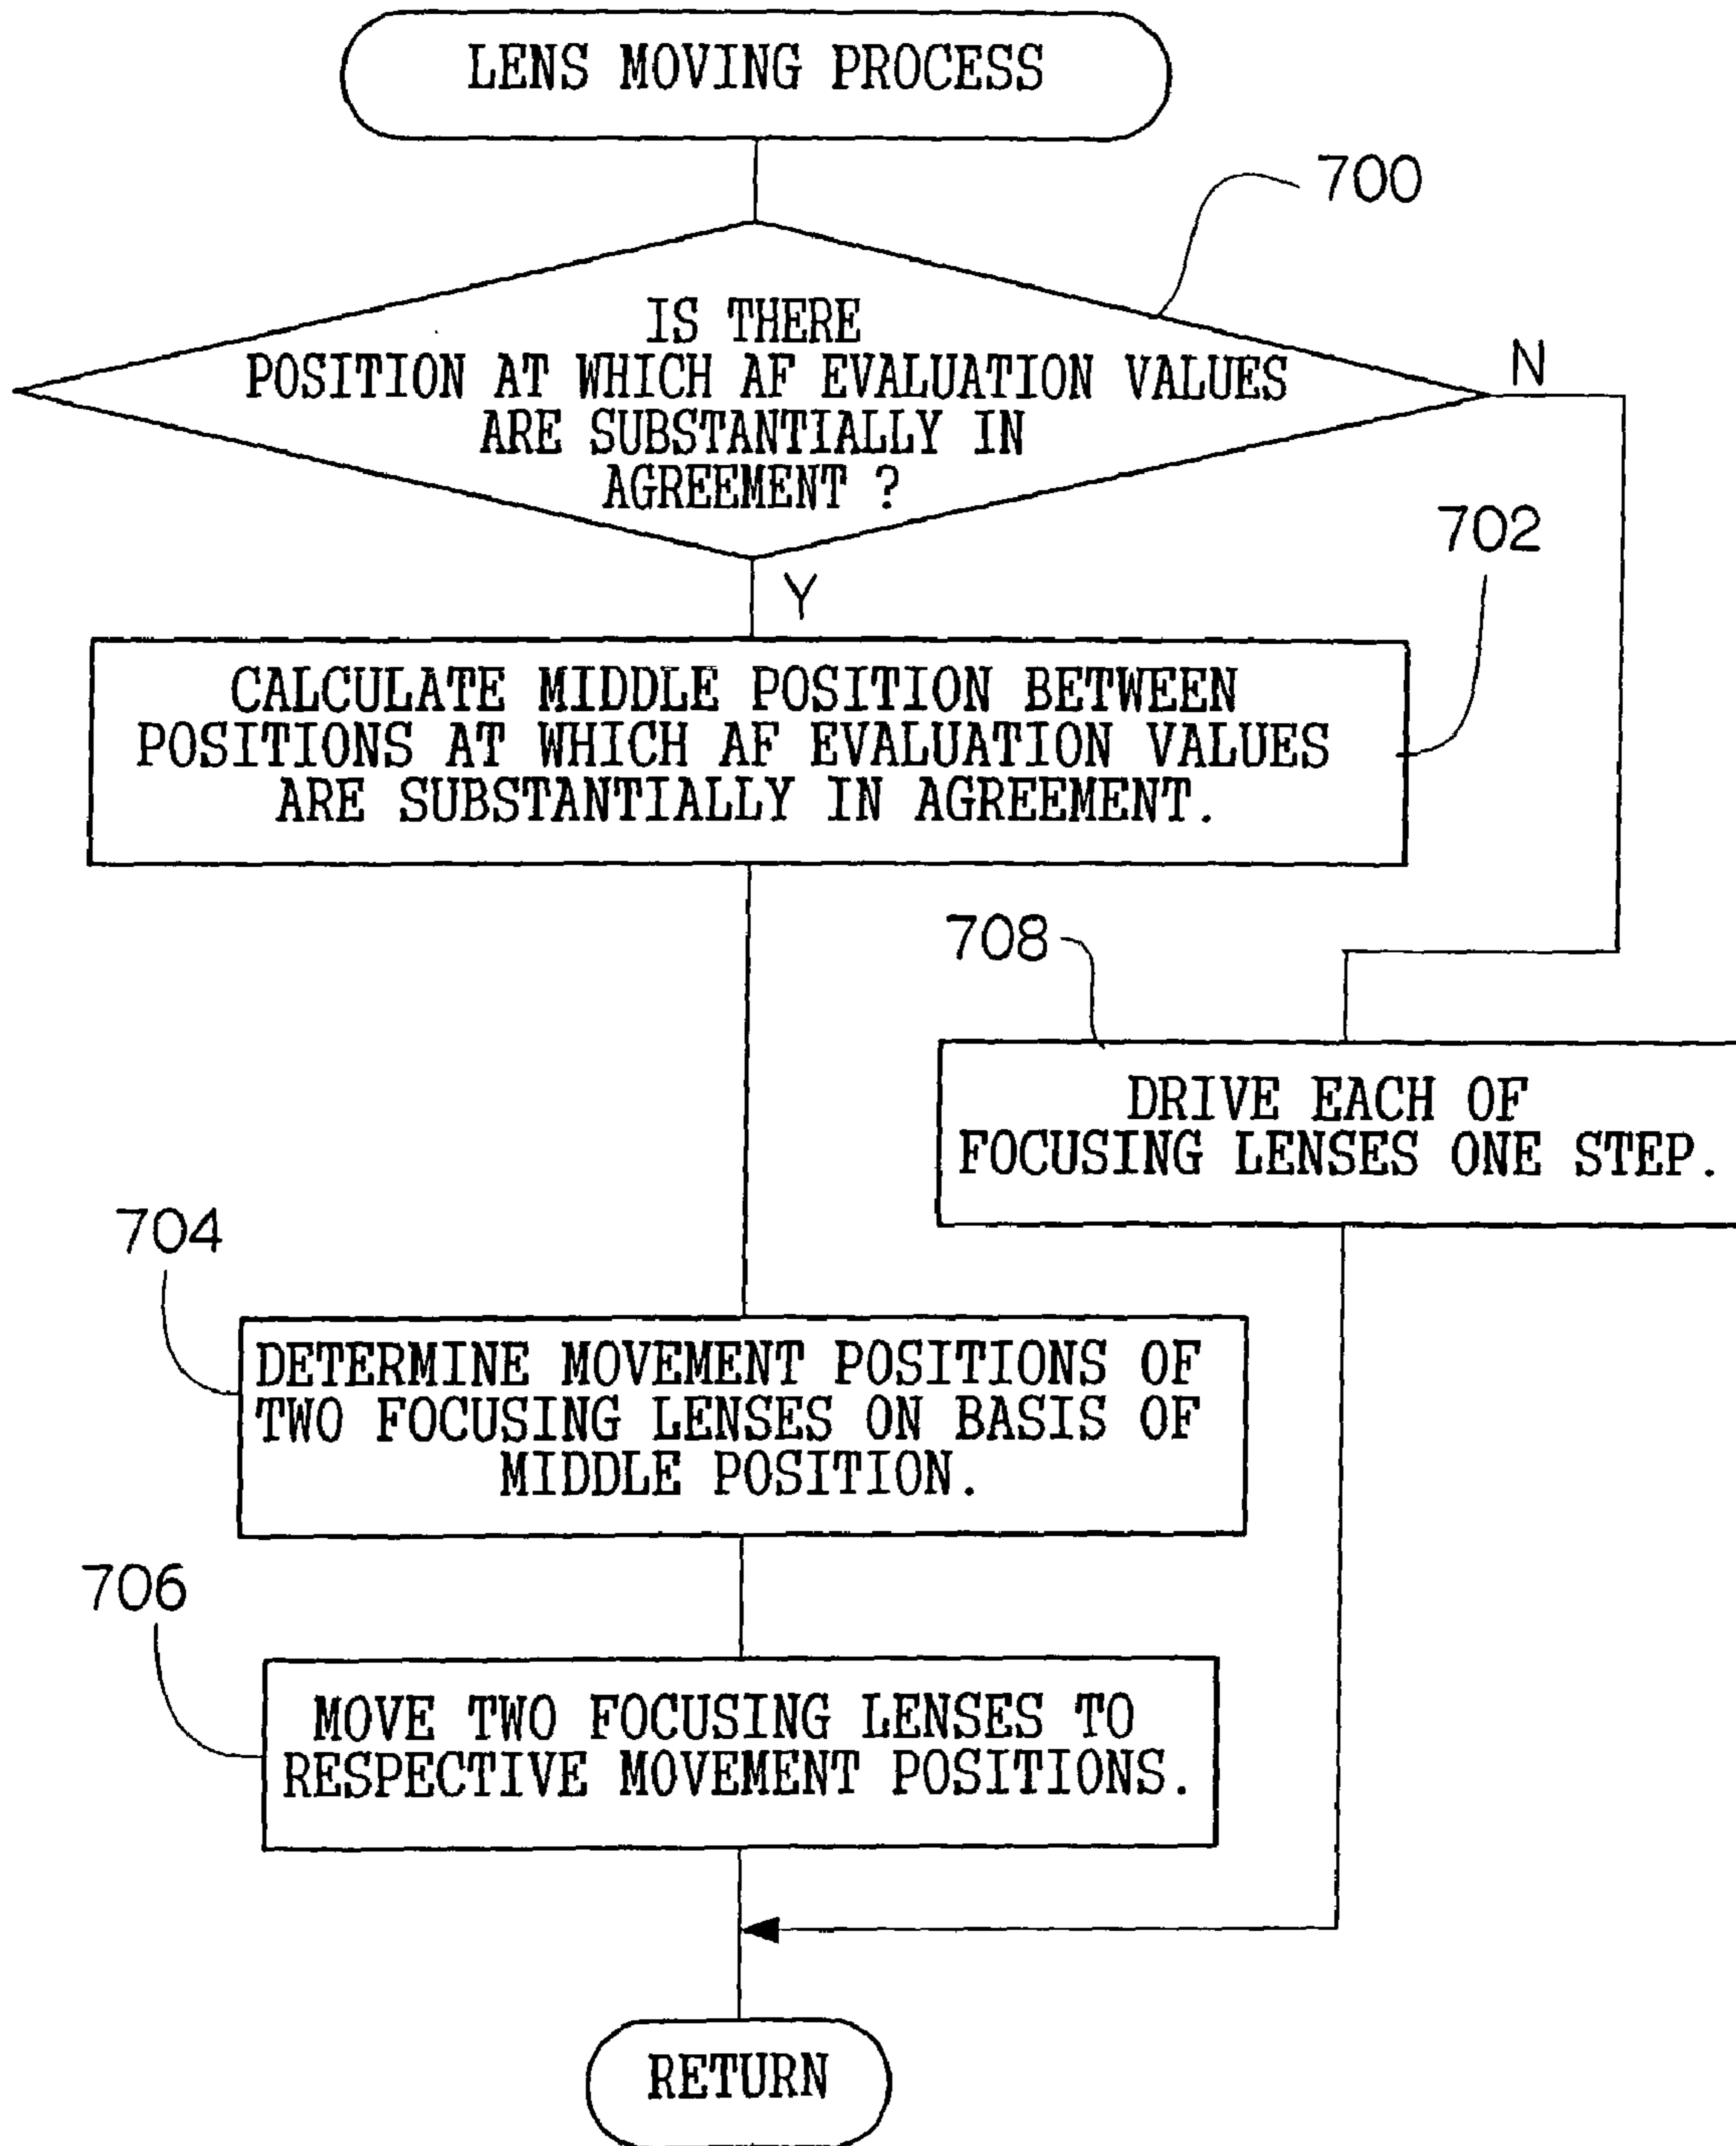 LENS MOVING PROCESS
700
IS THERE
POSITION AT WHICH AF EVALUATION VALUES
ARE SUBSTANTIALLY IN
AGREEMENT ?
N
Y
702
CALCULATE MIDDLE POSITION BETWEEN
POSITIONS AT WHICH AF EVALUATION VALUES
ARE SUBSTANTIALLY IN AGREEMENT.
708
DRIVE EACH OF
FOCUSING LENSES ONE STEP.
704
DETERMINE MOVEMENT POSITIONS OF
TWO FOCUSING LENSES ON BASIS OF
MIDDLE POSITION.
706
MOVE TWO FOCUSING LENSES TO
RESPECTIVE MOVEMENT POSITIONS.
RETURN